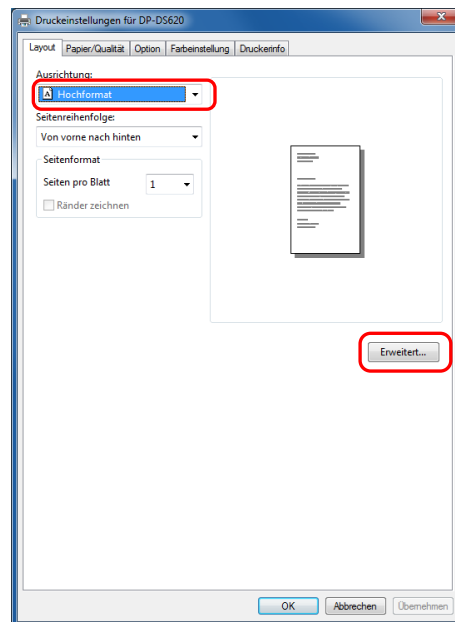 Druckeinstellungen für DP-DS620
Layout Papier/Qualität Option Farbeinstellung Druckerinfo
Ausrichtung:
Hochformat
Seitenreihenfolge:
Von vorne nach hinten
Seitenformat
Seiten pro Blatt 1
Ränder zeichnen
Erweitert...
OK Abbrechen Übernehmen